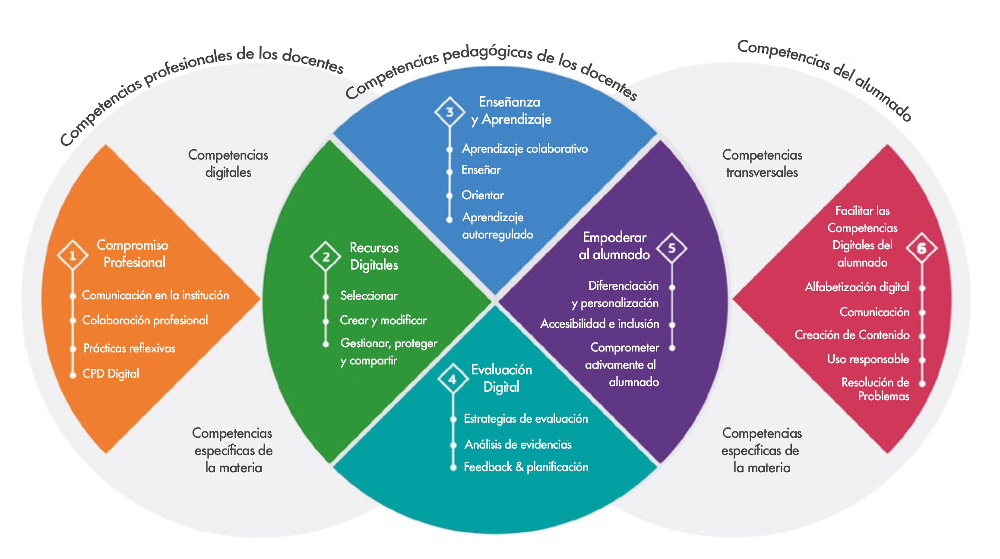 Competencias profesionales de los docentes
Competencias pedagógicas de los docentes
Competencias del alumnado
Competencias
digitales
Competencias
específicas de
la materia
1
Compromiso
Profesional
Comunicación en la institución
Colaboración profesional
Prácticas reflexivas
CPD Digital
2
Recursos
Digitales
Seleccionar
Crear y modificar
Gestionar, proteger
y compartir
3
Enseñanza
y Aprendizaje
Aprendizaje colaborativo
Enseñar
Orientar
Aprendizaje
autorregulado
4
Evaluación
Digital
Estrategias de evaluación
Análisis de evidencias
Feedback & planificación
5
Empoderar
al alumnado
Diferenciación
y personalización
Accesibilidad e inclusión
Comprometer
activamente al
alumnado
Competencias
transversales
Competencias
específicas de
la materia
6
Facilitar las
Competencias
Digitales del
alumnado
Alfabetización digital
Comunicación
Creación de Contenido
Uso responsable
Resolución de
Problemas